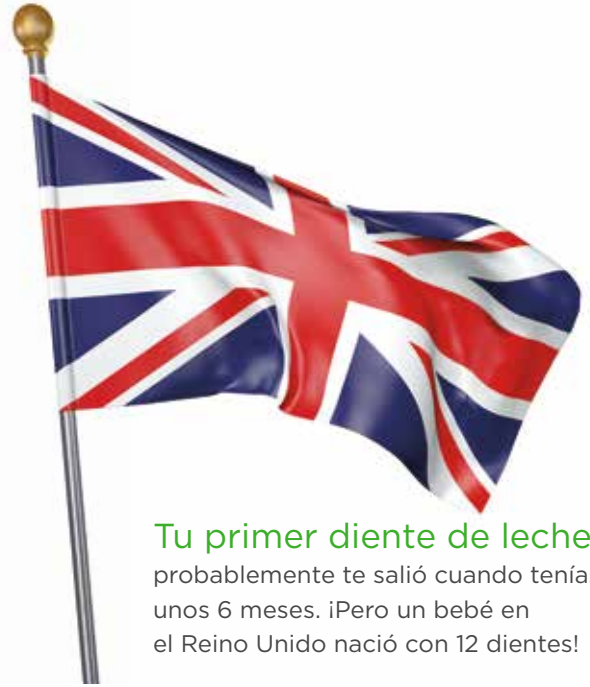 Tu primer diente de leche
probablemente te salió cuando tenía
unos 6 meses. ¡Pero un bebé en
el Reino Unido nació con 12 dientes!